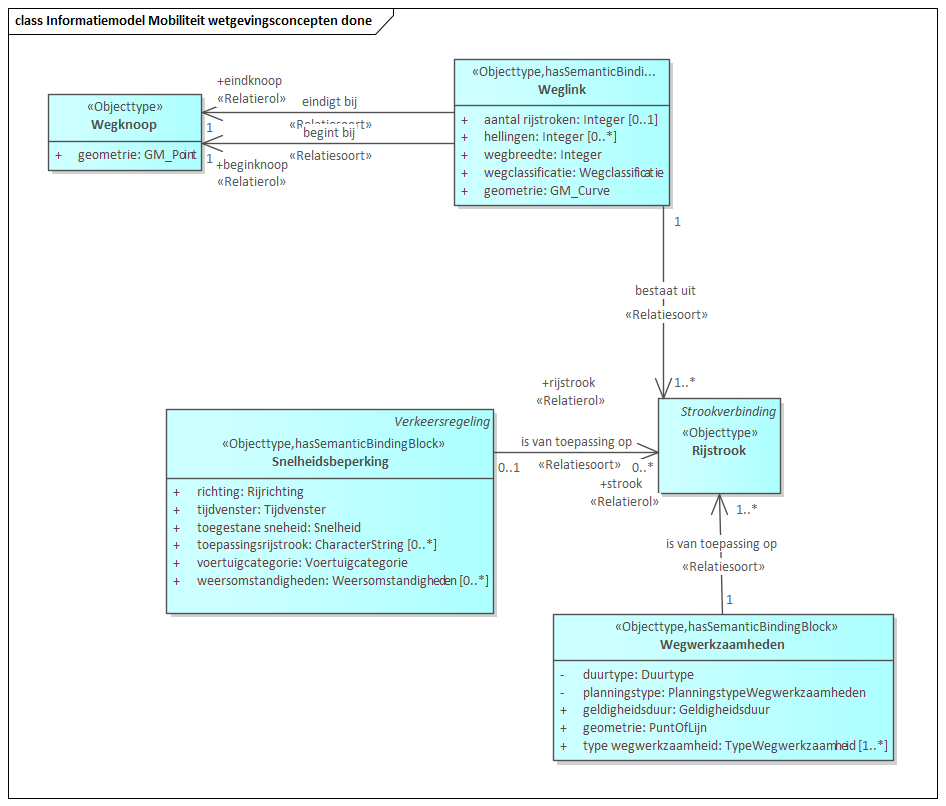 class Informatiemodel Mobiliteit wetgevingsconcepten done
«Objecttype»
Wegknoop
+ geometrie: GM_Point
+eindknoop
«Relatierol»
1
eindigt bij
«Relatiesoort»
begint bij
«Relatiesoort»
1
+beginknoop
«Relatierol»
«Objecttype,hasSemanticBindi...
Weglink
+ aantal rijstroken: Integer [0..1]
+ hellingen: Integer [0..*]
+ wegbreedte: Integer
+ wegclassificatie: Wegclassificatie
+ geometrie: GM_Curve
1
bestaat uit
«Relatiesoort»
1..*
+rijstrook
«Relatierol»
Strookverbinding
«Objecttype»
Rijstrook
Verkeersregeling
«Objecttype,hasSemanticBindingBlock»
Snelheidsbeperking
+ richting: Rijrichting
+ tijdvenster: Tijdvenster
+ toegestane sneheid: Snelheid
+ toepassingsrijstrook: CharacterString [0..*]
+ voertuigcategorie: Voertuigcategorie
+ weersomstandigheden: Weersomstandigheden [0..*]
is van toepassing op
0..1 «Relatiesoort» 0..*
+strook
«Relatierol»
1..*
is van toepassing op
«Relatiesoort»
1
«Objecttype,hasSemanticBindingBlock»
Wegwerkzaamheden
- duurtype: Duurtype
- planningstype: PlanningstypeWegwerkzaamheden
+ geldigheidsduur: Geldigheidsduur
+ geometrie: PuntOfLijn
+ type wegwerkzaamheid: TypeWegwerkzaamheid [1..*]